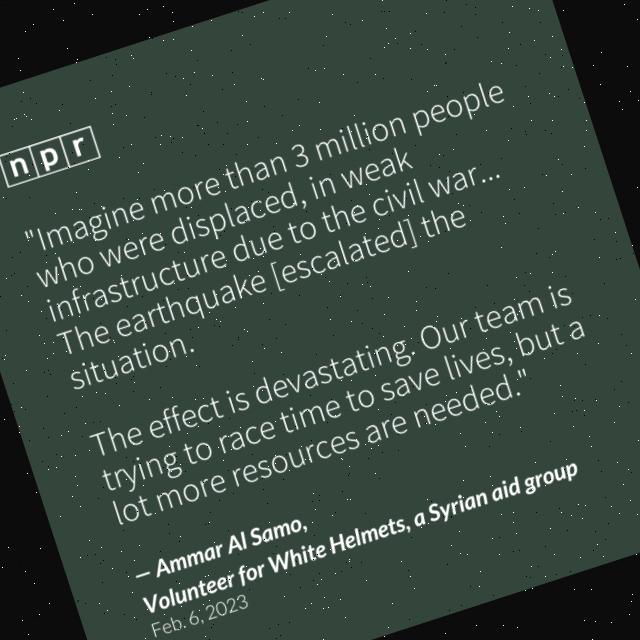 npr
"Imagine more than 3 million people
who were displaced, in weak
infrastructure due to the civil war...
The earthquake [escalated] the
situation.
The effect is devastating. Our team is
trying to race time to save lives, but a
lot more resources are needed."
— Ammar Al Samo,
Volunteer for White Helmets, a Syrian aid group
Feb. 6, 2023